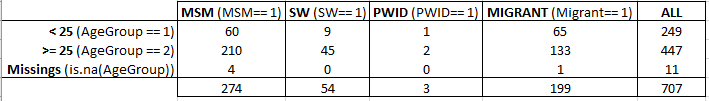 MSM (MSM== 1) SW (SW== 1) PWID (PWID== 1) MIGRANT (Migrant== 1) ALL
< 25 (AgeGroup == 1) 60 9 1 65 249
>= 25 (AgeGroup == 2) 210 45 2 133 447
Missings (is.na(AgeGroup)) 4 0 0 1 11
274 54 3 199 707